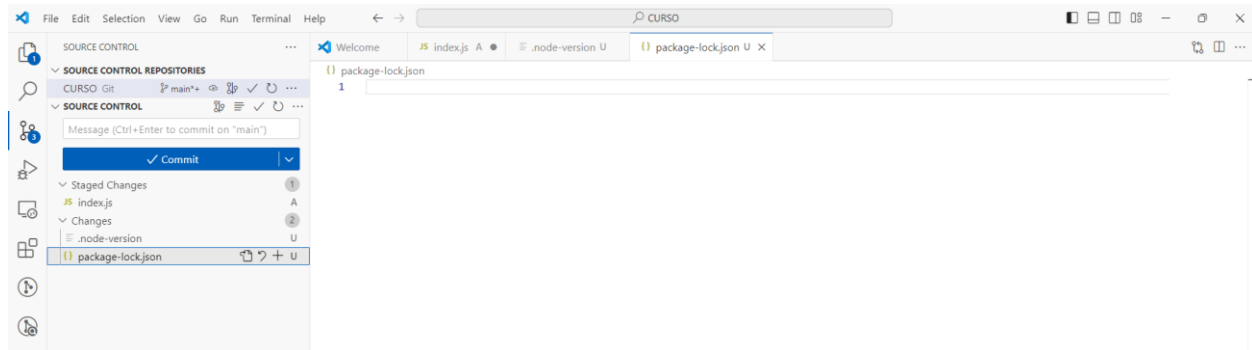 File Edit Selection View Go Run Terminal Help
CURSO
SOURCE CONTROL
Welcome
JS index.js A
.node-version U
{} package-lock.json U
SOURCE CONTROL REPOSITORIES
{} package-lock.json
CURSO Git main*+
1
SOURCE CONTROL
Message (Ctrl+Enter to commit on "main")
Commit
Staged Changes 1
JS index.js A
Changes 2
.node-version U
{} package-lock.json U
1
3